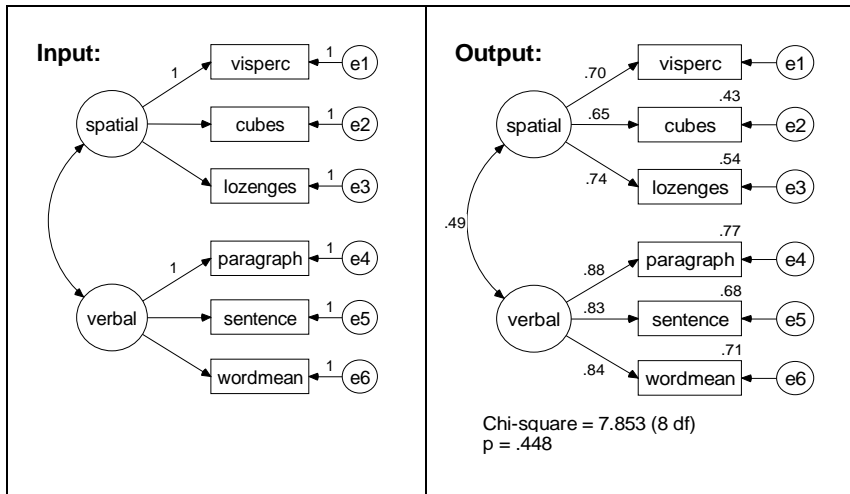 Input:
1
visperc
1
e1
spatial
cubes
1
e2
lozenges
1
e3
1
paragraph
1
e4
verbal
sentence
1
e5
wordmean
1
e6
Output:
.70
visperc
e1
spatial
.65
.43
cubes
e2
.74
.54
lozenges
e3
.49
.77
.88
paragraph
e4
verbal
.83
.68
sentence
e5
.84
.71
wordmean
e6
Chi-square = 7.853 (8 df)
p = .448